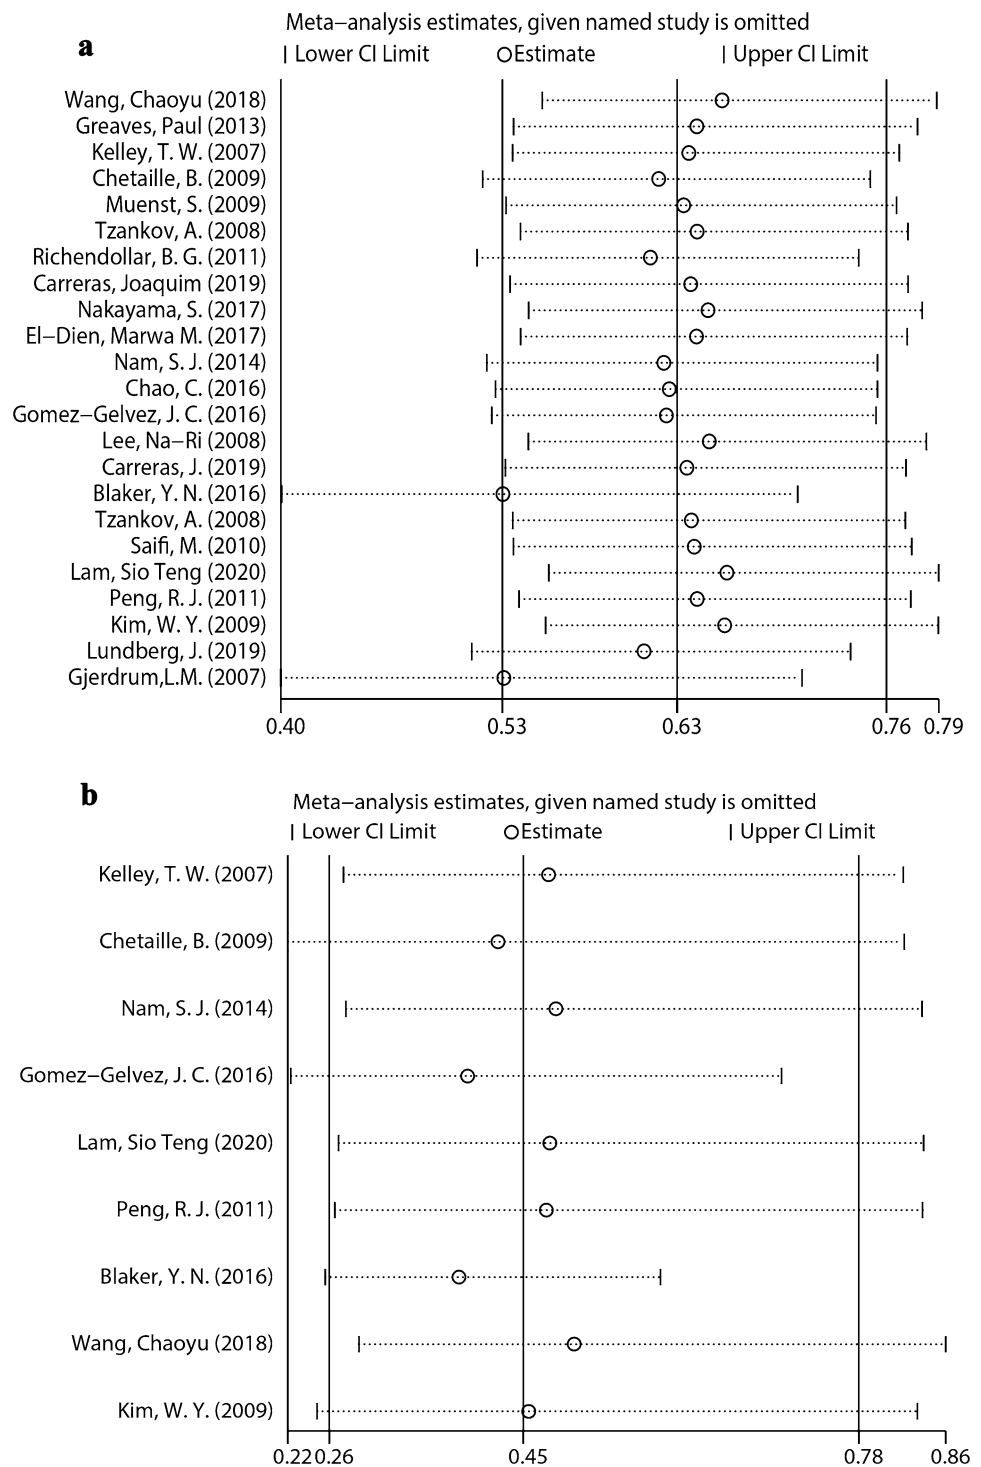 a
Meta−analysis estimates, given named study is omitted
| Lower CI Limit ○Estimate | Upper CI Limit
Wang, Chaoyu (2018)
Greaves, Paul (2013)
Kelley, T. W. (2007)
Chetaille, B. (2009)
Muenst, S. (2009)
Tzankov, A. (2008)
Richendollar, B. G. (2011)
Carreras, Joaquim (2019)
Nakayama, S. (2017)
El−Dien, Marwa M. (2017)
Nam, S. J. (2014)
Chao, C. (2016)
Gomez−Gelvez, J. C. (2016)
Lee, Na−Ri (2008)
Carreras, J. (2019)
Blaker, Y. N. (2016)
Tzankov, A. (2008)
Saifi, M. (2010)
Lam, Sio Teng (2020)
Peng, R. J. (2011)
Kim, W. Y. (2009)
Lundberg, J. (2019)
Gjerdrum,L.M. (2007)
0.40 0.53 0.63 0.76 0.79
b
Meta−analysis estimates, given named study is omitted
| Lower CI Limit ○Estimate | Upper CI Limit
Kelley, T. W. (2007)
Chetaille, B. (2009)
Nam, S. J. (2014)
Gomez−Gelvez, J. C. (2016)
Lam, Sio Teng (2020)
Peng, R. J. (2011)
Blaker, Y. N. (2016)
Wang, Chaoyu (2018)
Kim, W. Y. (2009)
0.22 0.26 0.45 0.78 0.86